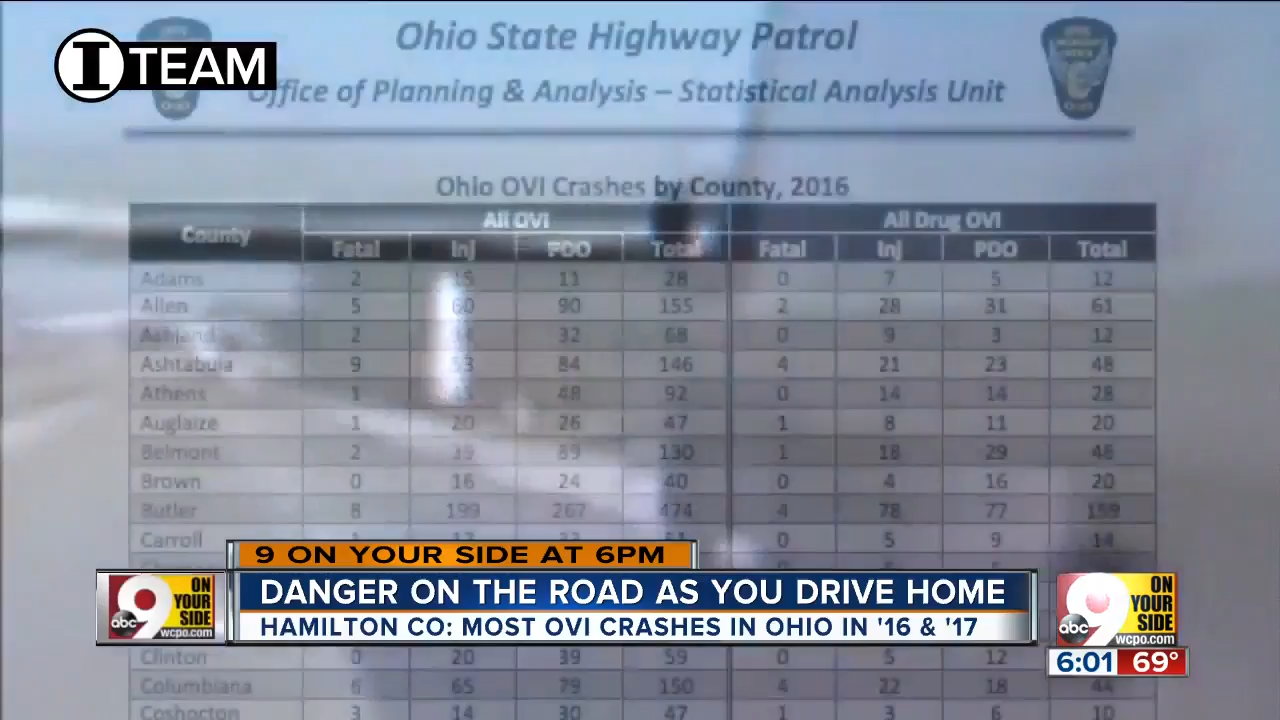 I TEAM
Ohio State Highway Patrol
Office of Planning & Analysis – Statistical Analysis Unit
Ohio OVI Crashes by County, 2016
County All OVI All Drug OVI
Fatal Inj PDO Total Fatal Inj PDO Total
Adams 2 15 11 28 0 7 5 12
Allen 5 60 90 155 2 28 31 61
Ashland 2 32 68 0 9 3 12
Ashtabula 9 53 84 146 4 21 23 48
Athens 1 48 92 0 14 14 28
Auglaize 1 20 26 47 1 8 11 20
Belmont 2 39 89 130 1 18 29 48
Brown 0 16 24 40 0 4 16 20
Butler 8 199 267 474 4 78 77 159
Carroll 0 5 9 14
9 ON YOUR SIDE AT 6PM
DANGER ON THE ROAD AS YOU DRIVE HOME
HAMILTON CO: MOST OVI CRASHES IN OHIO IN '16 & '17
abc 9 ON YOUR SIDE wcpo.com
abc 9 ON YOUR SIDE wcpo.com
6:01 69°
Clinton 0 20 39 59 0 5 12
Columbiana 6 65 79 150 4 22 18 44
Coshocton 3 14 30 47 1 3 6 10